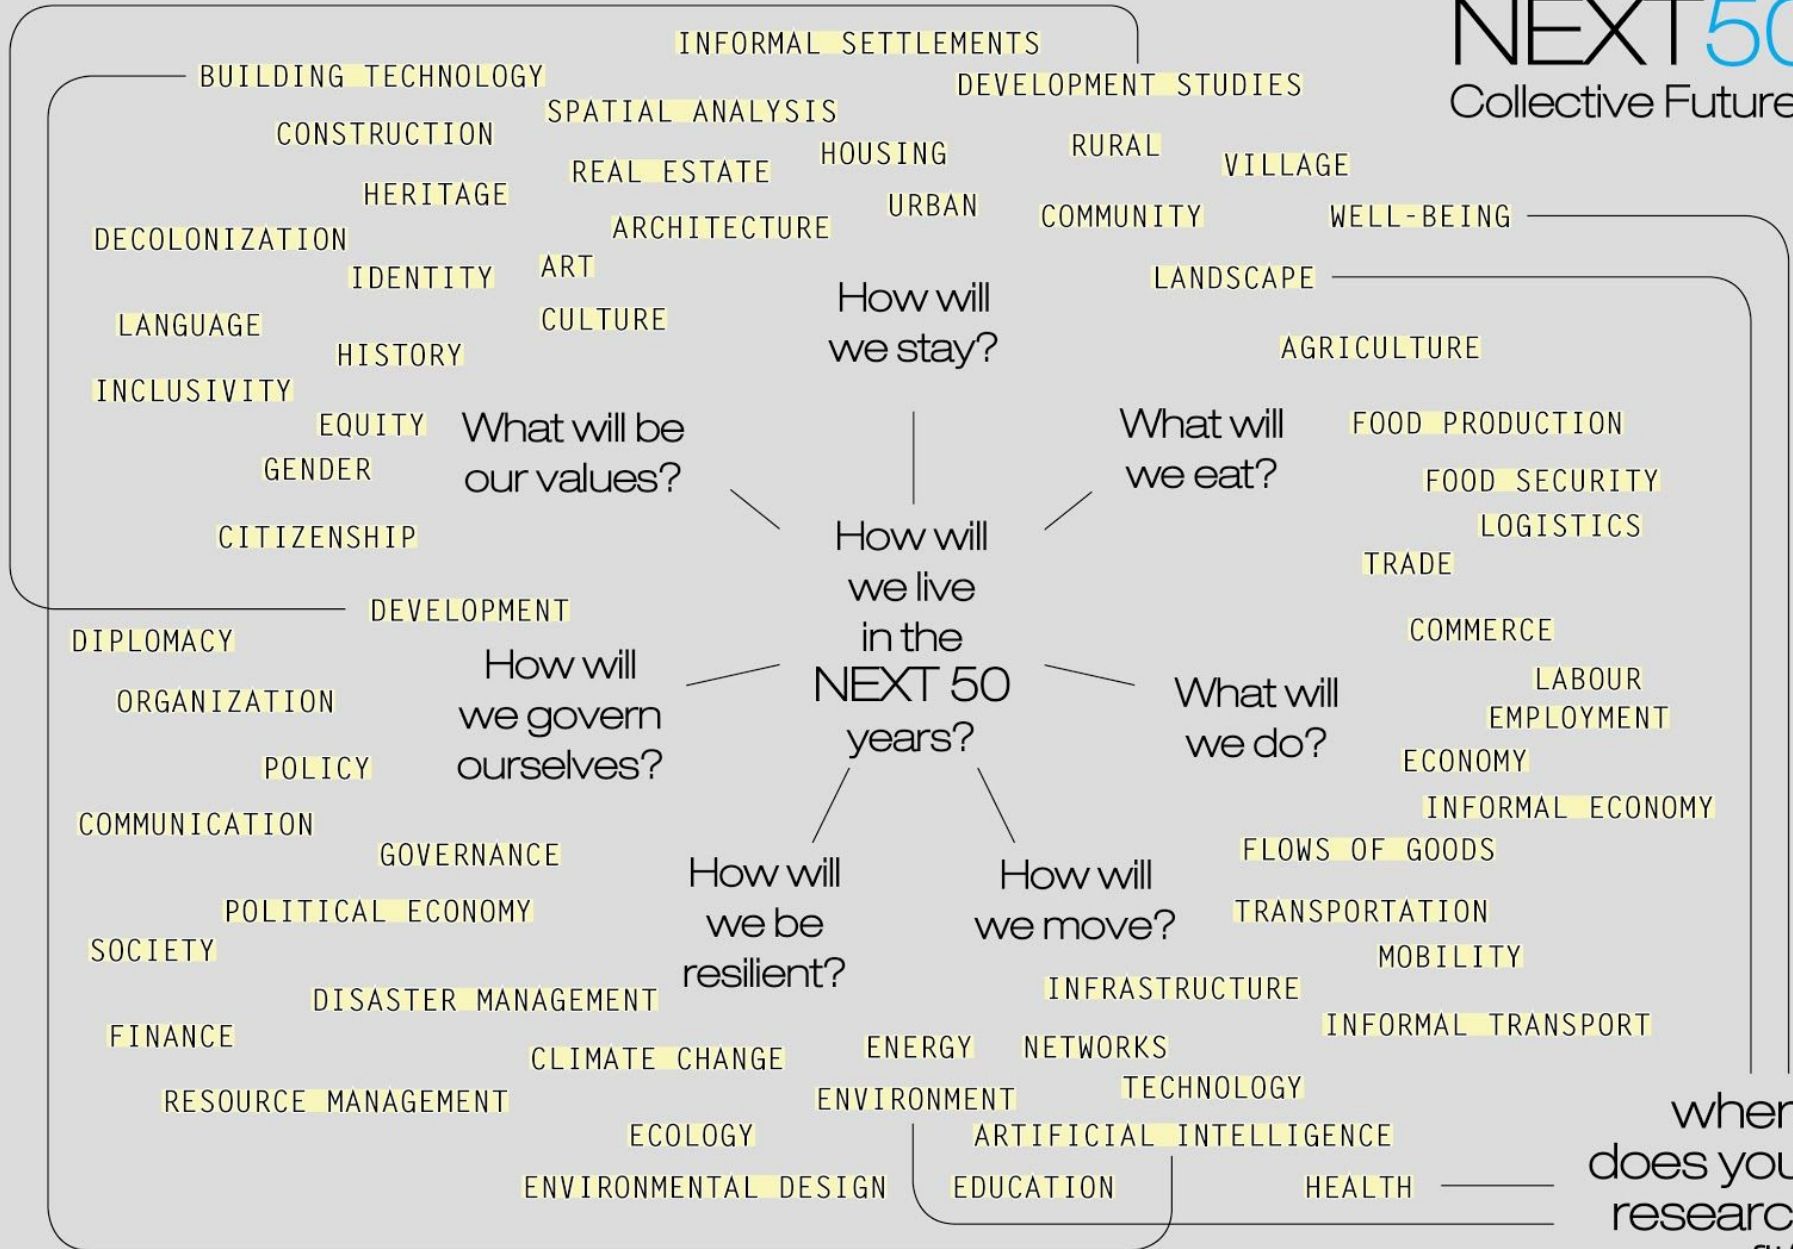 NEXT50
Collective Future
INFORMAL SETTLEMENTS
BUILDING TECHNOLOGY
DEVELOPMENT STUDIES
SPATIAL ANALYSIS
CONSTRUCTION
HOUSING
RURAL
VILLAGE
REAL ESTATE
HERITAGE
URBAN
COMMUNITY
WELL-BEING
ARCHITECTURE
DECOLONIZATION
ART
IDENTITY
LANDSCAPE
How will
we stay?
CULTURE
LANGUAGE
HISTORY
AGRICULTURE
INCLUSIVITY
EQUITY
What will be
our values?
What will
we eat?
FOOD PRODUCTION
GENDER
FOOD SECURITY
LOGISTICS
CITIZENSHIP
TRADE
How will
we live
in the
NEXT 50
years?
DEVELOPMENT
DIPLOMACY
COMMERCE
How will
we govern
ourselves?
What will
we do?
LABOUR
EMPLOYMENT
ORGANIZATION
POLICY
ECONOMY
INFORMAL ECONOMY
COMMUNICATION
GOVERNANCE
FLOWS OF GOODS
How will
we be
resilient?
How will
we move?
POLITICAL ECONOMY
TRANSPORTATION
SOCIETY
MOBILITY
DISASTER MANAGEMENT
INFRASTRUCTURE
FINANCE
INFORMAL TRANSPORT
CLIMATE CHANGE
ENERGY
NETWORKS
RESOURCE MANAGEMENT
ENVIRONMENT
TECHNOLOGY
ECOLOGY
ARTIFICIAL INTELLIGENCE
ENVIRONMENTAL DESIGN
EDUCATION
HEALTH
wher
does you
researc